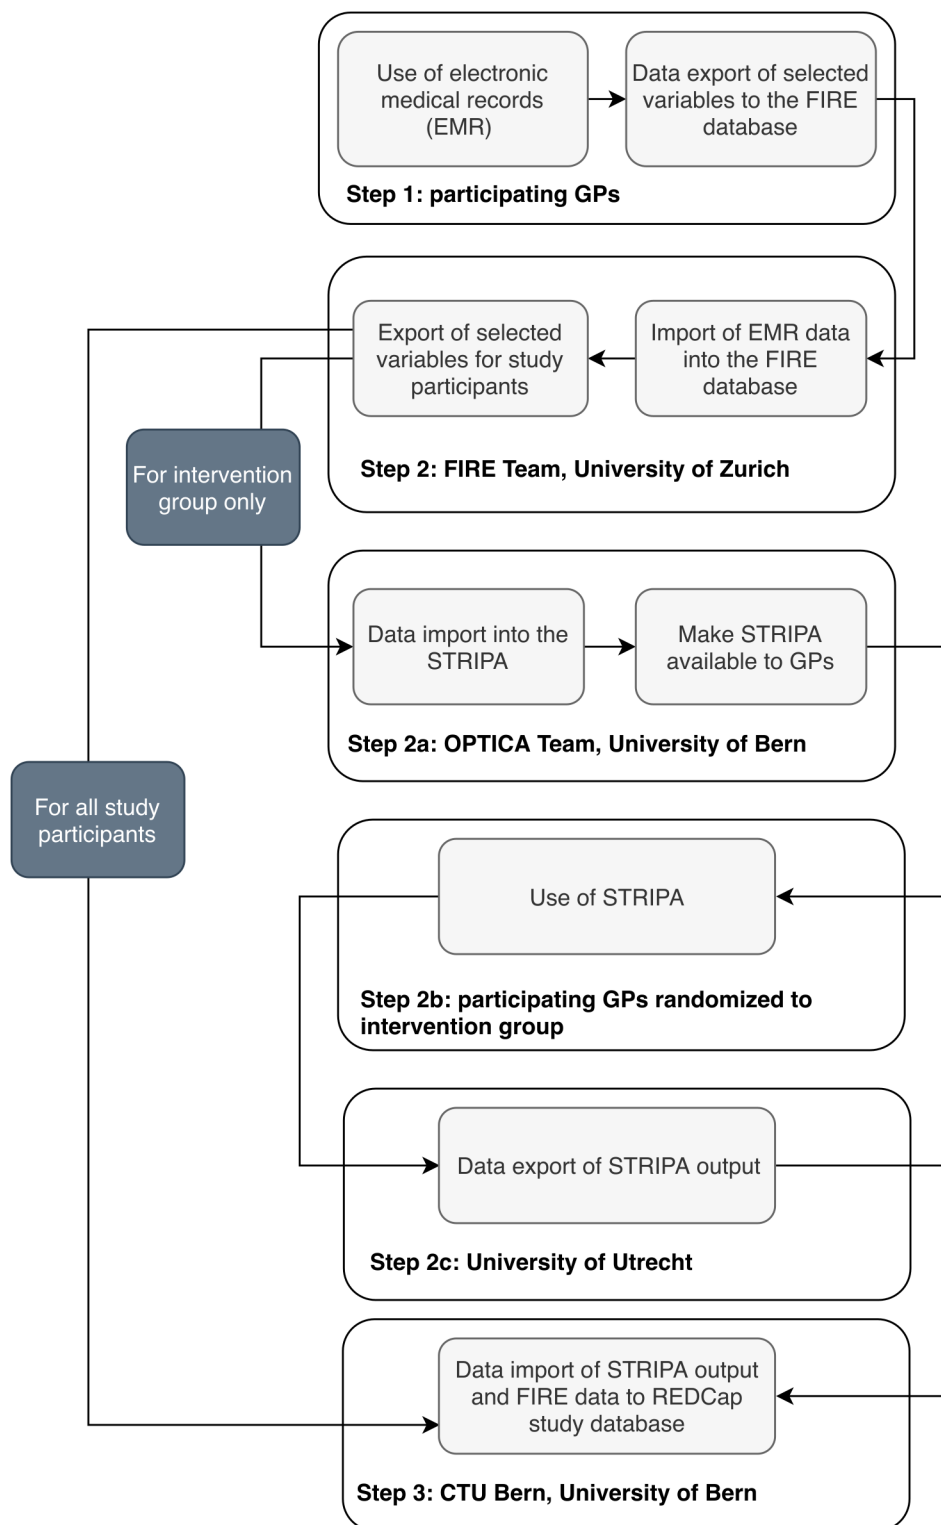 Use of electronic
medical records
(EMR)
Data export of selected
variables to the FIRE
database
Step 1: participating GPs
Export of selected
variables for study
participants
Import of EMR data
into the FIRE
database
Step 2: FIRE Team, University of Zurich
For intervention
group only
Data import into the
STRIPA
Make STRIPA
available to GPs
Step 2a: OPTICA Team, University of Bern
For all study
participants
Use of STRIPA
Step 2b: participating GPs randomized to
intervention group
Data export of STRIPA output
Step 2c: University of Utrecht
Data import of STRIPA output
and FIRE data to REDCap
study database
Step 3: CTU Bern, University of Bern